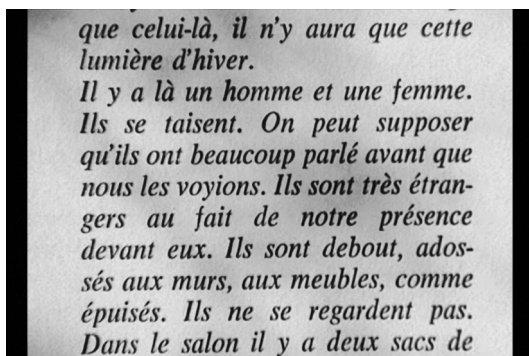 que celui-là, il n'y aura que cette
lumière d'hiver.
Il y a là un homme et une femme.
Ils se taisent. On peut supposer
qu'ils ont beaucoup parlé avant que
nous les voyions. Ils sont très étran-
gers au fait de notre présence
devant eux. Ils sont debout, ados-
sés aux murs, aux meubles, comme
épuisés. Ils ne se regardent pas.
Dans le salon il y a deux sacs de